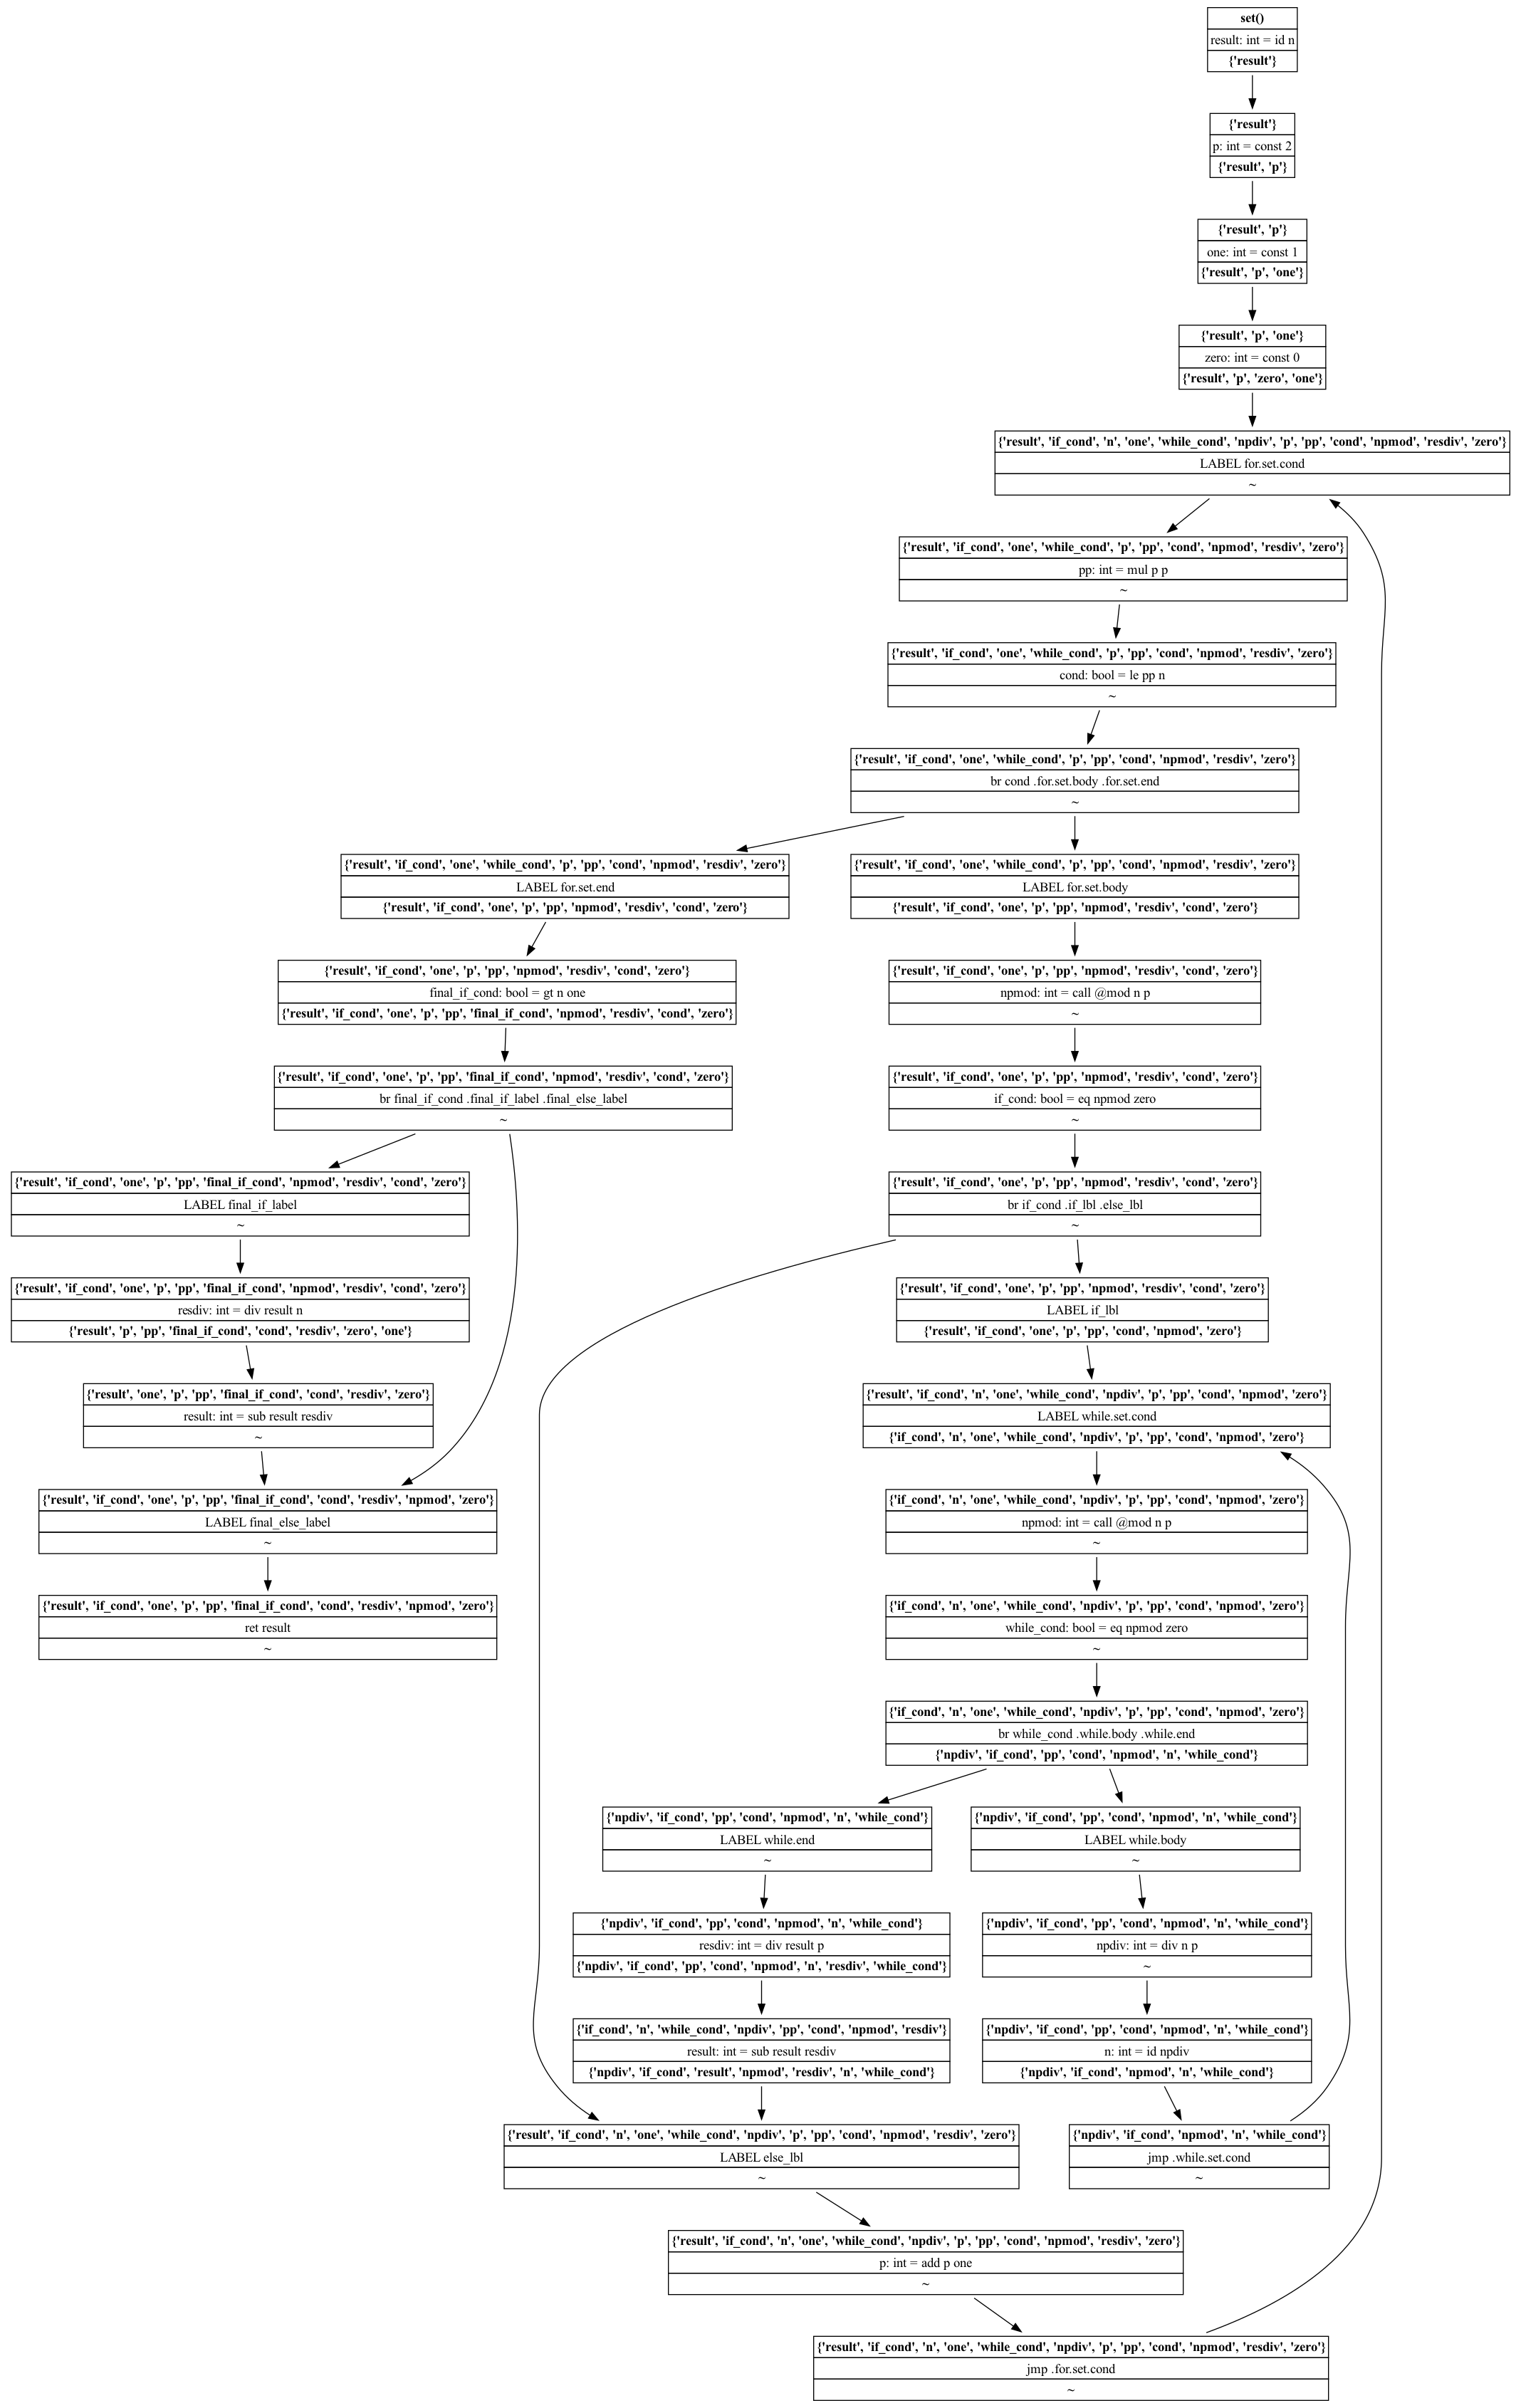 set()
result: int = id n
{'result'}
{'result'}
p: int = const 2
{'result', 'p'}
{'result', 'p'}
one: int = const 1
{'result', 'p', 'one'}
{'result', 'p', 'one'}
zero: int = const 0
{'result', 'p', 'zero', 'one'}
{'result', 'if_cond', 'n', 'one', 'while_cond', 'npdiv', 'p', 'pp', 'cond', 'npmod', 'resdiv', 'zero'}
LABEL for.set.cond
~
{'result', 'if_cond', 'one', 'while_cond', 'p', 'pp', 'cond', 'npmod', 'resdiv', 'zero'}
pp: int = mul p p
~
{'result', 'if_cond', 'one', 'while_cond', 'p', 'pp', 'cond', 'npmod', 'resdiv', 'zero'}
cond: bool = le pp n
~
{'result', 'if_cond', 'one', 'while_cond', 'p', 'pp', 'cond', 'npmod', 'resdiv', 'zero'}
br cond .for.set.body .for.set.end
~
{'result', 'if_cond', 'one', 'while_cond', 'p', 'pp', 'cond', 'npmod', 'resdiv', 'zero'}
LABEL for.set.end
{'result', 'if_cond', 'one', 'p', 'pp', 'npmod', 'resdiv', 'cond', 'zero'}
{'result', 'if_cond', 'one', 'while_cond', 'p', 'pp', 'cond', 'npmod', 'resdiv', 'zero'}
LABEL for.set.body
{'result', 'if_cond', 'one', 'p', 'pp', 'npmod', 'resdiv', 'cond', 'zero'}
{'result', 'if_cond', 'one', 'p', 'pp', 'npmod', 'resdiv', 'cond', 'zero'}
final_if_cond: bool = gt n one
{'result', 'if_cond', 'one', 'p', 'pp', 'final_if_cond', 'npmod', 'resdiv', 'cond', 'zero'}
{'result', 'if_cond', 'one', 'p', 'pp', 'npmod', 'resdiv', 'cond', 'zero'}
npmod: int = call @mod n p
~
{'result', 'if_cond', 'one', 'p', 'pp', 'final_if_cond', 'npmod', 'resdiv', 'cond', 'zero'}
br final_if_cond .final_if_label .final_else_label
~
{'result', 'if_cond', 'one', 'p', 'pp', 'npmod', 'resdiv', 'cond', 'zero'}
if_cond: bool = eq npmod zero
~
{'result', 'if_cond', 'one', 'p', 'pp', 'final_if_cond', 'npmod', 'resdiv', 'cond', 'zero'}
LABEL final_if_label
~
{'result', 'if_cond', 'one', 'p', 'pp', 'npmod', 'resdiv', 'cond', 'zero'}
br if_cond .if_lbl .else_lbl
~
{'result', 'if_cond', 'one', 'p', 'pp', 'final_if_cond', 'npmod', 'resdiv', 'cond', 'zero'}
resdiv: int = div result n
{'result', 'p', 'pp', 'final_if_cond', 'cond', 'resdiv', 'zero', 'one'}
{'result', 'if_cond', 'one', 'p', 'pp', 'npmod', 'resdiv', 'cond', 'zero'}
LABEL if_lbl
{'result', 'if_cond', 'one', 'p', 'pp', 'cond', 'npmod', 'zero'}
{'result', 'one', 'p', 'pp', 'final_if_cond', 'cond', 'resdiv', 'zero'}
result: int = sub result resdiv
~
{'result', 'if_cond', 'n', 'one', 'while_cond', 'npdiv', 'p', 'pp', 'cond', 'npmod', 'zero'}
LABEL while.set.cond
{'if_cond', 'n', 'one', 'while_cond', 'npdiv', 'p', 'pp', 'cond', 'npmod', 'zero'}
{'result', 'if_cond', 'one', 'p', 'pp', 'final_if_cond', 'cond', 'resdiv', 'npmod', 'zero'}
LABEL final_else_label
~
{'if_cond', 'n', 'one', 'while_cond', 'npdiv', 'p', 'pp', 'cond', 'npmod', 'zero'}
npmod: int = call @mod n p
~
{'result', 'if_cond', 'one', 'p', 'pp', 'final_if_cond', 'cond', 'resdiv', 'npmod', 'zero'}
ret result
~
{'if_cond', 'n', 'one', 'while_cond', 'npdiv', 'p', 'pp', 'cond', 'npmod', 'zero'}
while_cond: bool = eq npmod zero
~
{'if_cond', 'n', 'one', 'while_cond', 'npdiv', 'p', 'pp', 'cond', 'npmod', 'zero'}
br while_cond .while.body .while.end
{'npdiv', 'if_cond', 'pp', 'cond', 'npmod', 'n', 'while_cond'}
{'npdiv', 'if_cond', 'pp', 'cond', 'npmod', 'n', 'while_cond'}
LABEL while.end
~
{'npdiv', 'if_cond', 'pp', 'cond', 'npmod', 'n', 'while_cond'}
LABEL while.body
~
{'npdiv', 'if_cond', 'pp', 'cond', 'npmod', 'n', 'while_cond'}
resdiv: int = div result p
{'npdiv', 'if_cond', 'pp', 'cond', 'npmod', 'n', 'resdiv', 'while_cond'}
{'npdiv', 'if_cond', 'pp', 'cond', 'npmod', 'n', 'while_cond'}
npdiv: int = div n p
~
{'if_cond', 'n', 'while_cond', 'npdiv', 'pp', 'cond', 'npmod', 'resdiv'}
result: int = sub result resdiv
{'npdiv', 'if_cond', 'result', 'npmod', 'resdiv', 'n', 'while_cond'}
{'npdiv', 'if_cond', 'pp', 'cond', 'npmod', 'n', 'while_cond'}
n: int = id npdiv
{'npdiv', 'if_cond', 'npmod', 'n', 'while_cond'}
{'result', 'if_cond', 'n', 'one', 'while_cond', 'npdiv', 'p', 'pp', 'cond', 'npmod', 'resdiv', 'zero'}
LABEL else_lbl
~
{'npdiv', 'if_cond', 'npmod', 'n', 'while_cond'}
jmp .while.set.cond
~
{'result', 'if_cond', 'n', 'one', 'while_cond', 'npdiv', 'p', 'pp', 'cond', 'npmod', 'resdiv', 'zero'}
p: int = add p one
~
{'result', 'if_cond', 'n', 'one', 'while_cond', 'npdiv', 'p', 'pp', 'cond', 'npmod', 'resdiv', 'zero'}
jmp .for.set.cond
~